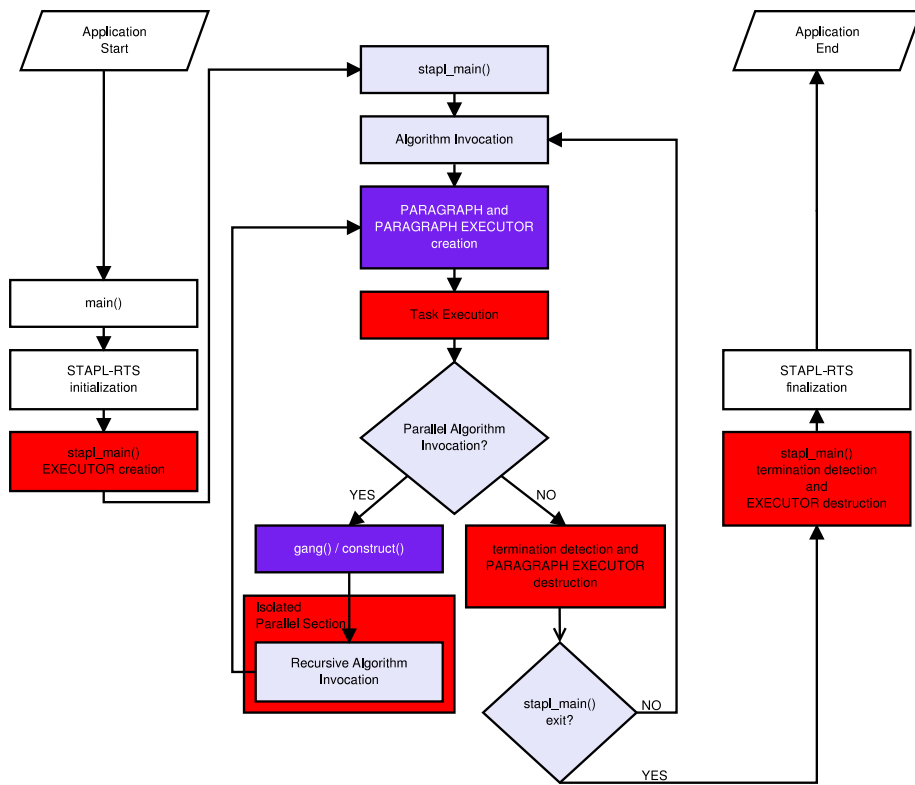 Application
Start
main()
STAPL-RTS
initialization
stapl_main()
EXECUTOR creation
stapl_main()
Algorithm Invocation
PARAGRAPH and
PARAGRAPH EXECUTOR
creation
Task Execution
Parallel Algorithm
Invocation?
YES
NO
gang() / construct()
Isolated
Parallel Section
Recursive Algorithm
Invocation
termination detection and
PARAGRAPH EXECUTOR
destruction
stapl_main()
exit?
NO
YES
stapl_main()
termination detection
and
EXECUTOR destruction
STAPL-RTS
finalization
Application
End